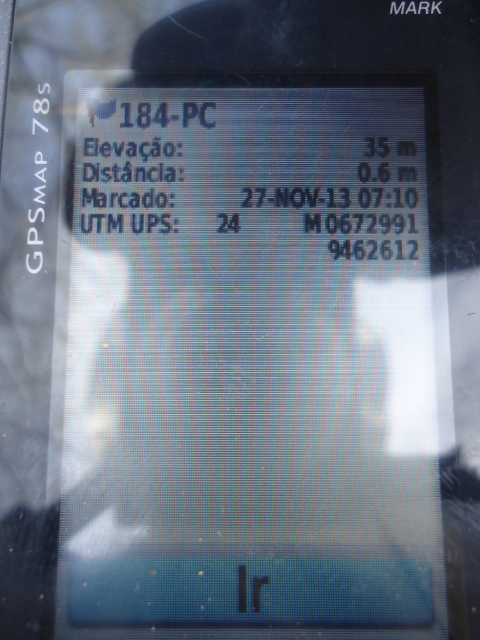 MARK
GPSMAP 78s
184-PC
Elevação: 35 m
Distância: 0.6 m
Marcado: 27-NOV-13 07:10
UTM UPS: 24 M 0672991
9462612
Ir